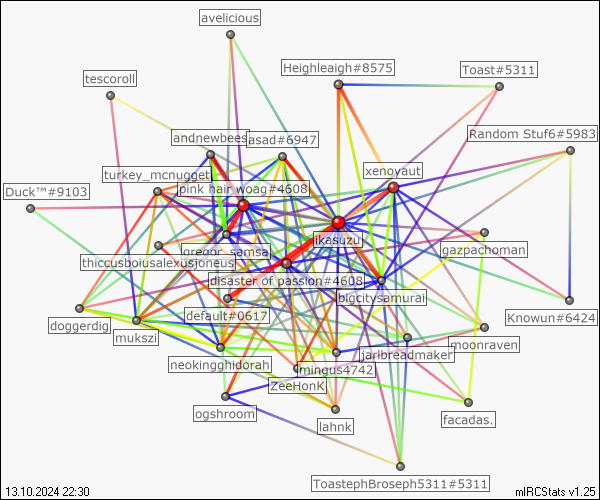 avelicious
Heighleaigh#8575
Toast#5311
tescoroll
andnewbees
asad#6947
Random Stuf6#5983
xenoyaut
turkey_mcnugget
pink hair woag#4608
Duck™#9103
jikasuzu
gregor_samsa
gazpachoman
thiccusboiusalexusjoneus
disaster of passion#4608
bigcitysamurai
default#0617
Knowun#6424
doggerdig
mukszi
moonraven
jarlbreadmaker
neokingghidorah
mingus4742
ZeeHonK
ogshroom
lahnk
facadas.
ToastephBroseph5311#5311
13.10.2024 22:30
mIRCStats v1.25